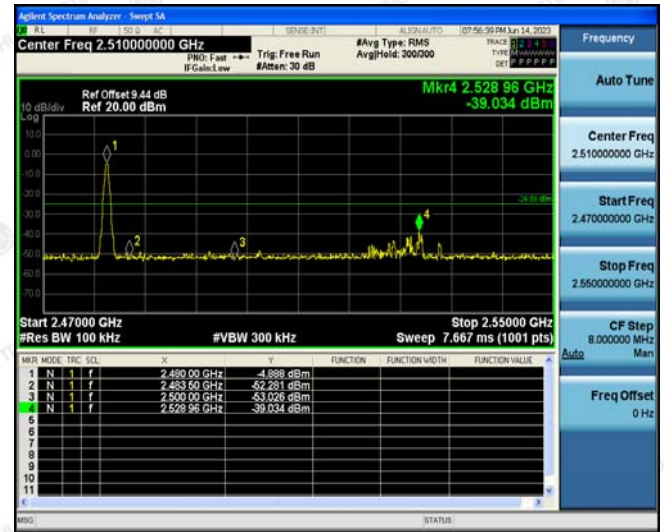 Agilent Spectrum Analyzer - Swept SA
RL RF 50 Ω AC SENSE:INT ALIGNAUTO 07:56:39 PM Jun 14, 2023
Center Freq 2.510000000 GHz
PNO: Fast
IFGain:Low
Trig: Free Run
#Atten: 30 dB
#Avg Type: RMS
Avg|Hold: 300/300
TRACE 1 2 3 4 5 6
TYPE M
DET P P P P P P
Ref Offset 9.44 dB
Ref 20.00 dBm
10 dB/div
Log
Mkr4 2.528 96 GHz
-39.034 dBm
10.0
0.00
-10.0
-20.0
-30.0
-40.0
-50.0
-60.0
-70.0
1
2
3
4
-24.89 dBm
Start 2.47000 GHz
Stop 2.55000 GHz
#Res BW 100 kHz
#VBW 300 kHz
Sweep 7.667 ms (1001 pts)
MKR MODE TRC SCL X Y FUNCTION FUNCTION WIDTH FUNCTION VALUE
1 N 1 f 2.480 00 GHz -4.888 dBm
2 N 1 f 2.483 50 GHz -52.281 dBm
3 N 1 f 2.500 00 GHz -53.026 dBm
4 N 1 f 2.528 96 GHz -39.034 dBm
5
6
7
8
9
10
11
MSG
STATUS
Frequency
Auto Tune
Center Freq
2.510000000 GHz
Start Freq
2.470000000 GHz
Stop Freq
2.550000000 GHz
CF Step
8.000000 MHz
Auto Man
Freq Offset
0 Hz